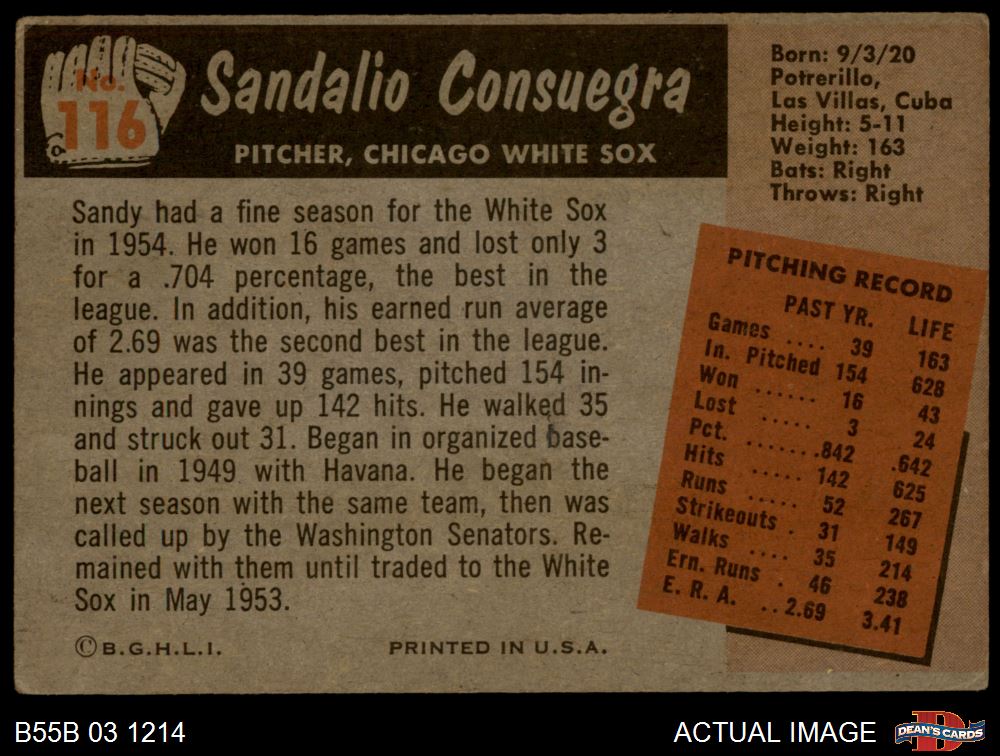 No.
116
Sandalio Consuegra
PITCHER, CHICAGO WHITE SOX
Born: 9/3/20
Potrerillo,
Las Villas, Cuba
Height: 5-11
Weight: 163
Bats: Right
Throws: Right
Sandy had a fine season for the White Sox
in 1954. He won 16 games and lost only 3
for a .704 percentage, the best in the
league. In addition, his earned run average
of 2.69 was the second best in the league.
He appeared in 39 games, pitched 154 in-
nings and gave up 142 hits. He walked 35
and struck out 31. Began in organized base-
ball in 1949 with Havana. He began the
next season with the same team, then was
called up by the Washington Senators. Re-
mained with them until traded to the White
Sox in May 1953.
PITCHING RECORD
PAST YR. LIFE
Games .... 39 163
In. Pitched 154 628
Won ...... 16 43
Lost ..... 3 24
Pct. .......842 .642
Hits ..... 142 625
Runs ..... 52 267
Strikeouts . 31 149
Walks .... 35 214
Ern. Runs . 46 238
E. R. A. ..2.69 3.41
©B.G.H.L.I. PRINTED IN U.S.A.
B55B 03 1214 ACTUAL IMAGE DEAN'S CARDS